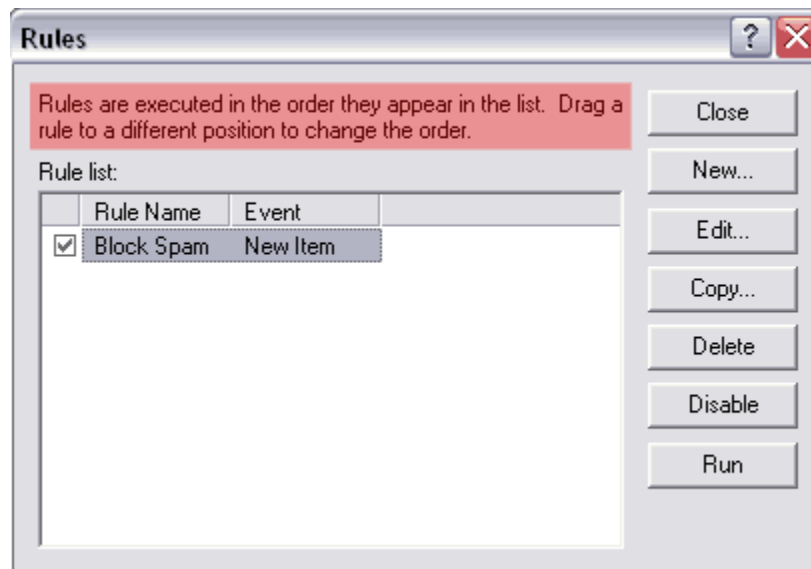 Rules
Rules are executed in the order they appear in the list. Drag a
rule to a different position to change the order.
Rule list:
Rule Name Event
Block Spam New Item
Close
New...
Edit...
Copy...
Delete
Disable
Run